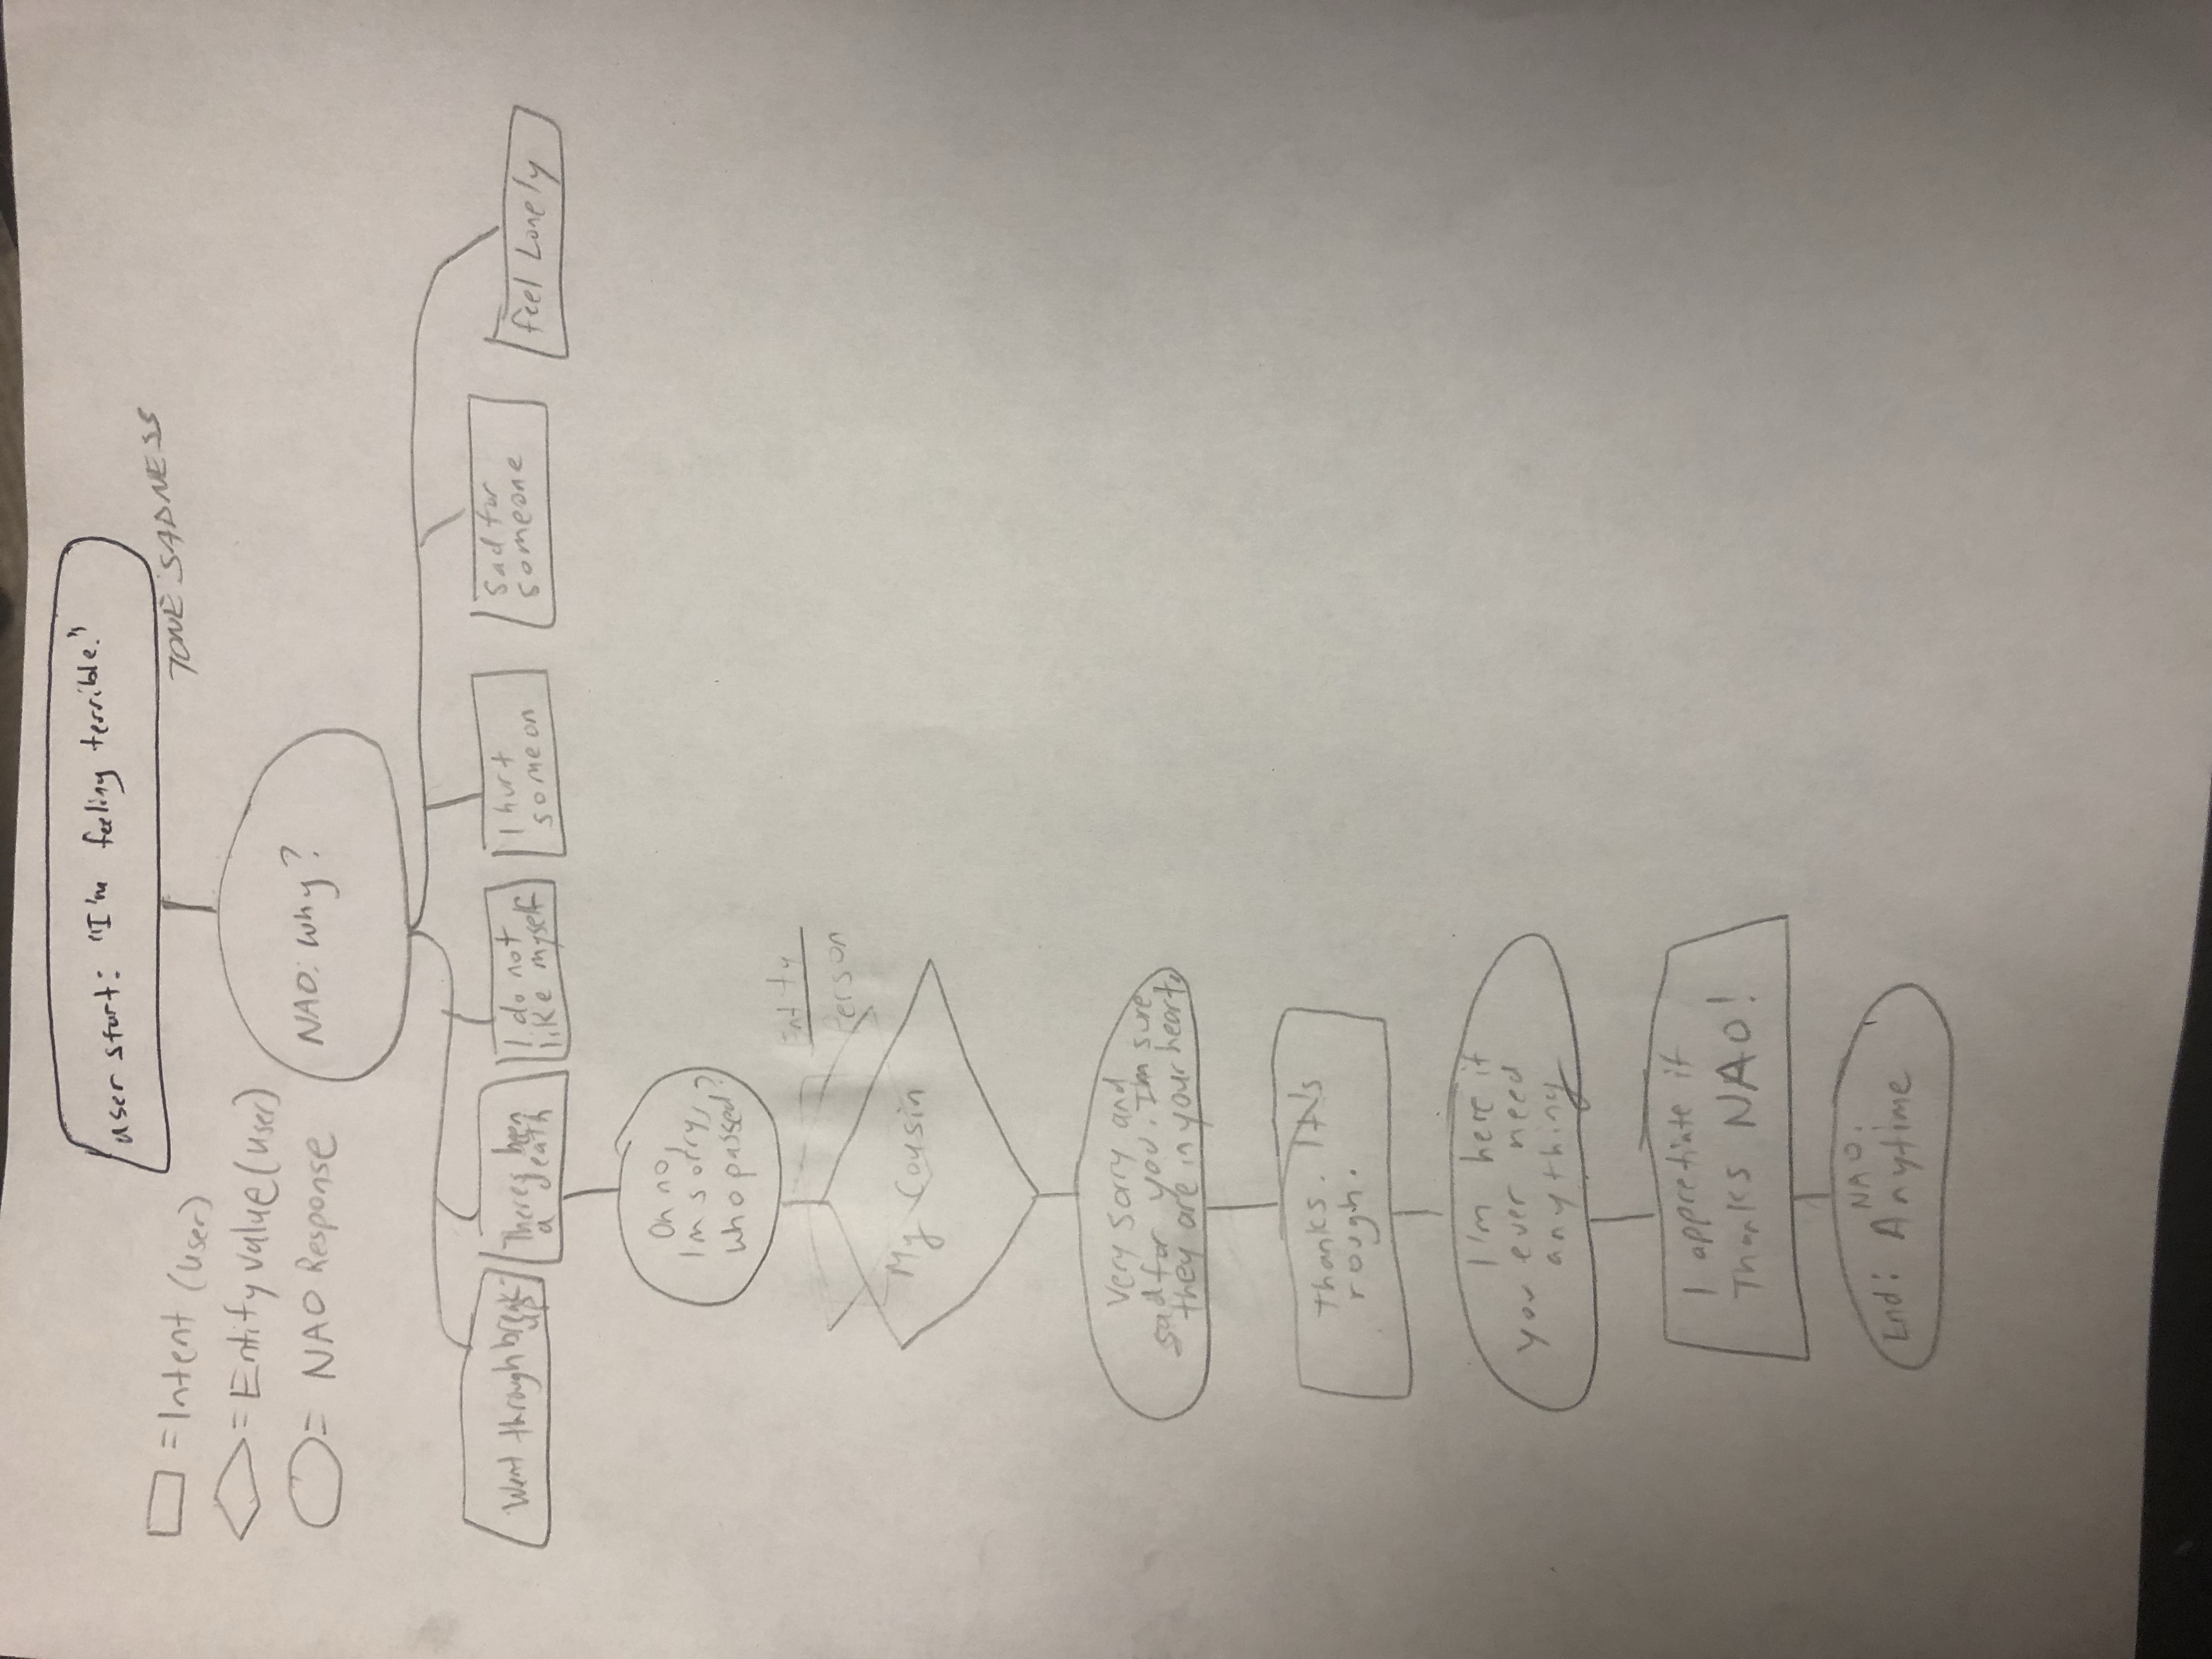 user start: "I'm feeling terrible."
TONE SADNESS
= Intent (user)
= Entity value (user)
= NAO Response
NAO: Why?
Went through break-
up
Theres been
a death
I do not
like myself
I hurt
someon
Sad for
someone
feel Lonely
Oh no,
I'm sorry,
who passed?
Entity
Person
My Cousin
Very sorry and
sad for you. I'm sure
they are in your heart.
Thanks. It's
rough.
I'm here if
you ever need
anything
I appretiate it
Thanks NAO!
NAO.
End: Anytime